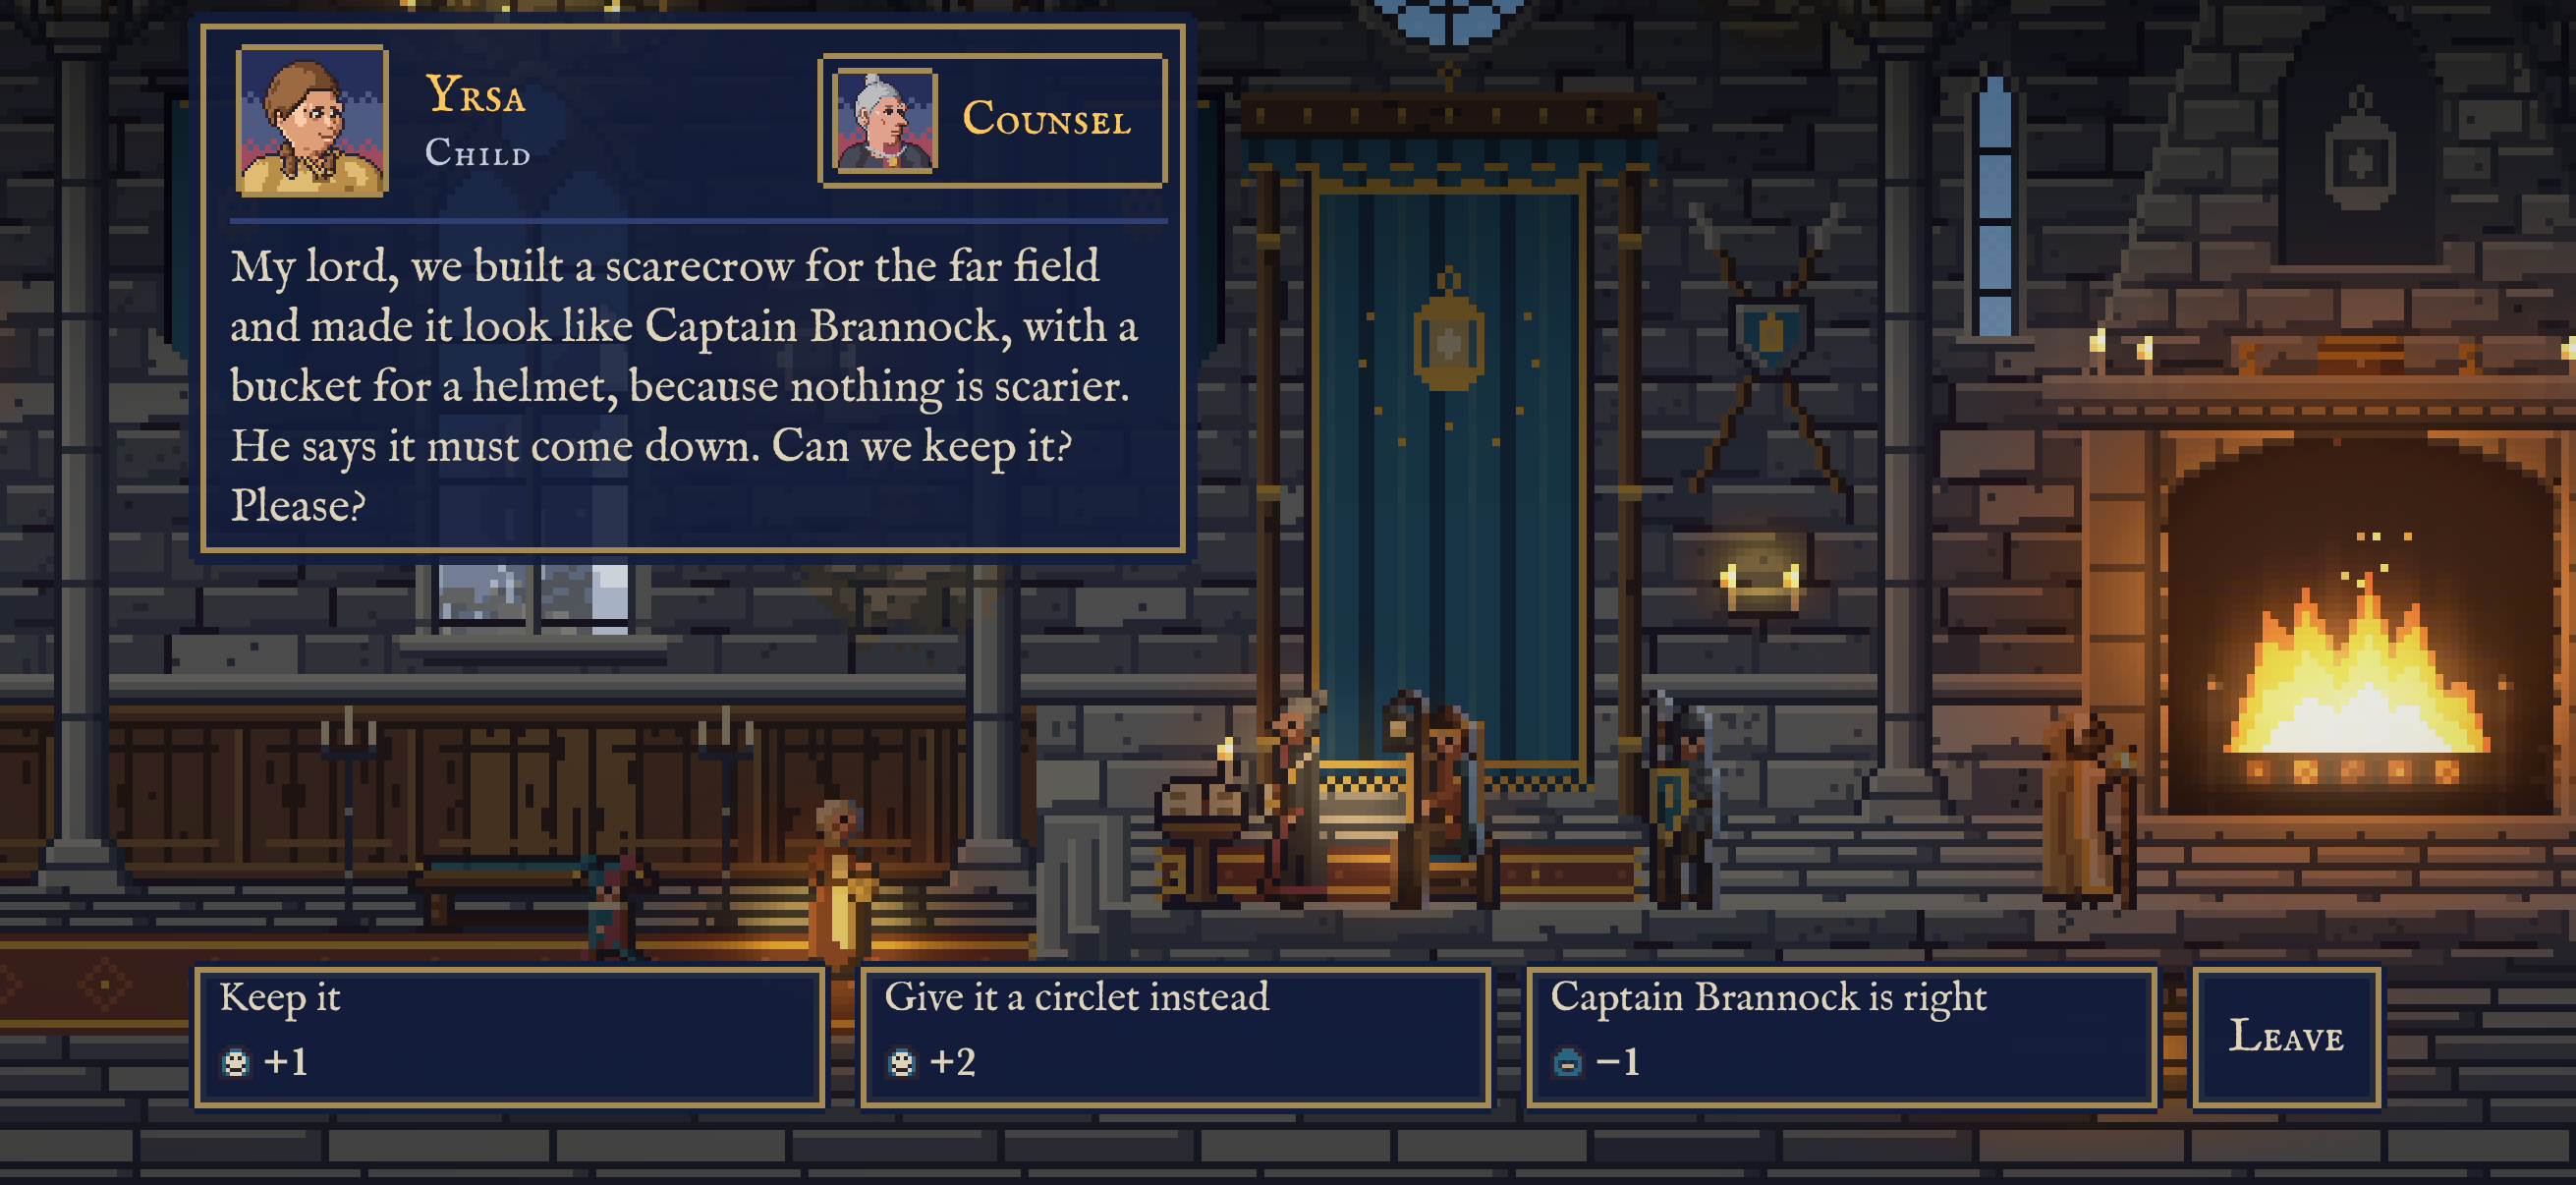 Yrsa
Child
Counsel
My lord, we built a scarecrow for the far field
and made it look like Captain Brannock, with a
bucket for a helmet, because nothing is scarier.
He says it must come down. Can we keep it?
Please?
Keep it
+1
Give it a circlet instead
+2
Captain Brannock is right
−1
Leave